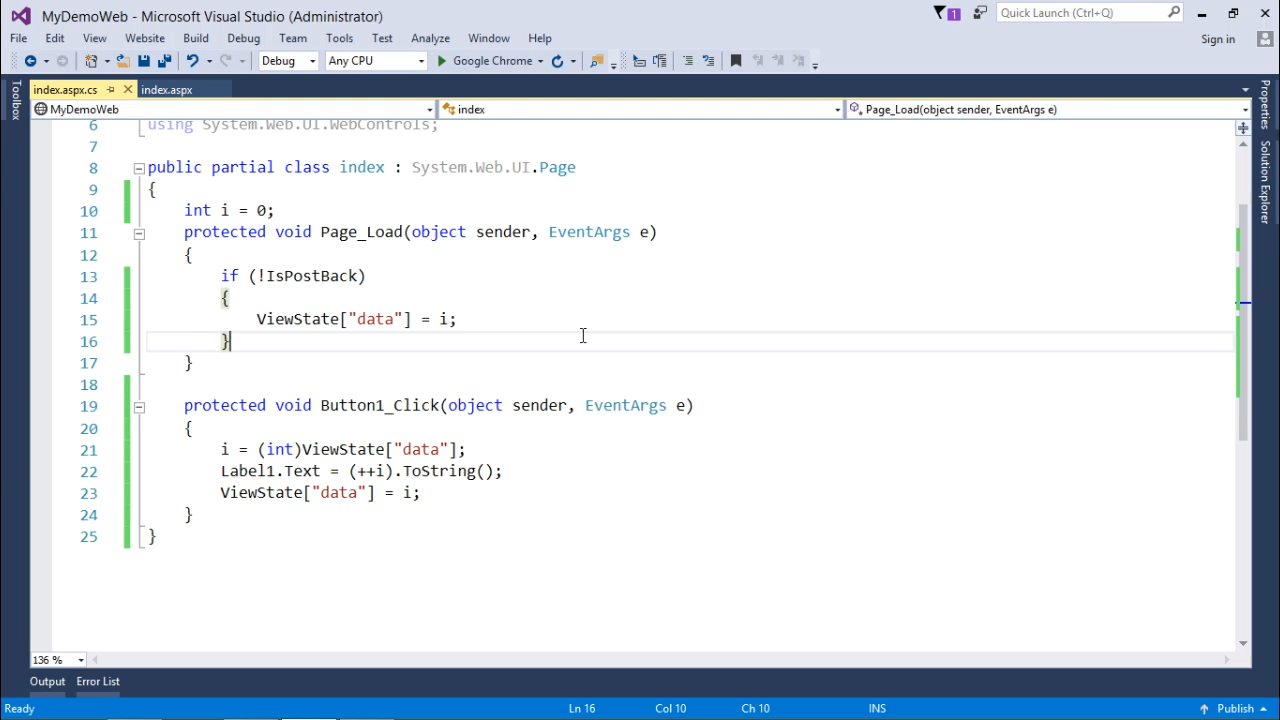 MyDemoWeb - Microsoft Visual Studio (Administrator)
1
Quick Launch (Ctrl+Q)
File Edit View Website Build Debug Team Tools Test Analyze Window Help
Sign in
Debug Any CPU Google Chrome
Toolbox
index.aspx.cs index.aspx
MyDemoWeb index Page_Load(object sender, EventArgs e)
Properties
Solution Explorer
6 using System.Web.UI.WebControls;
7
8 public partial class index : System.Web.UI.Page
9 {
10 int i = 0;
11 protected void Page_Load(object sender, EventArgs e)
12 {
13 if (!IsPostBack)
14 {
15 ViewState["data"] = i;
16 }
17 }
18
19 protected void Button1_Click(object sender, EventArgs e)
20 {
21 i = (int)ViewState["data"];
22 Label1.Text = (++i).ToString();
23 ViewState["data"] = i;
24 }
25 }
136 %
Output Error List
Ready Ln 16 Col 10 Ch 10 INS Publish